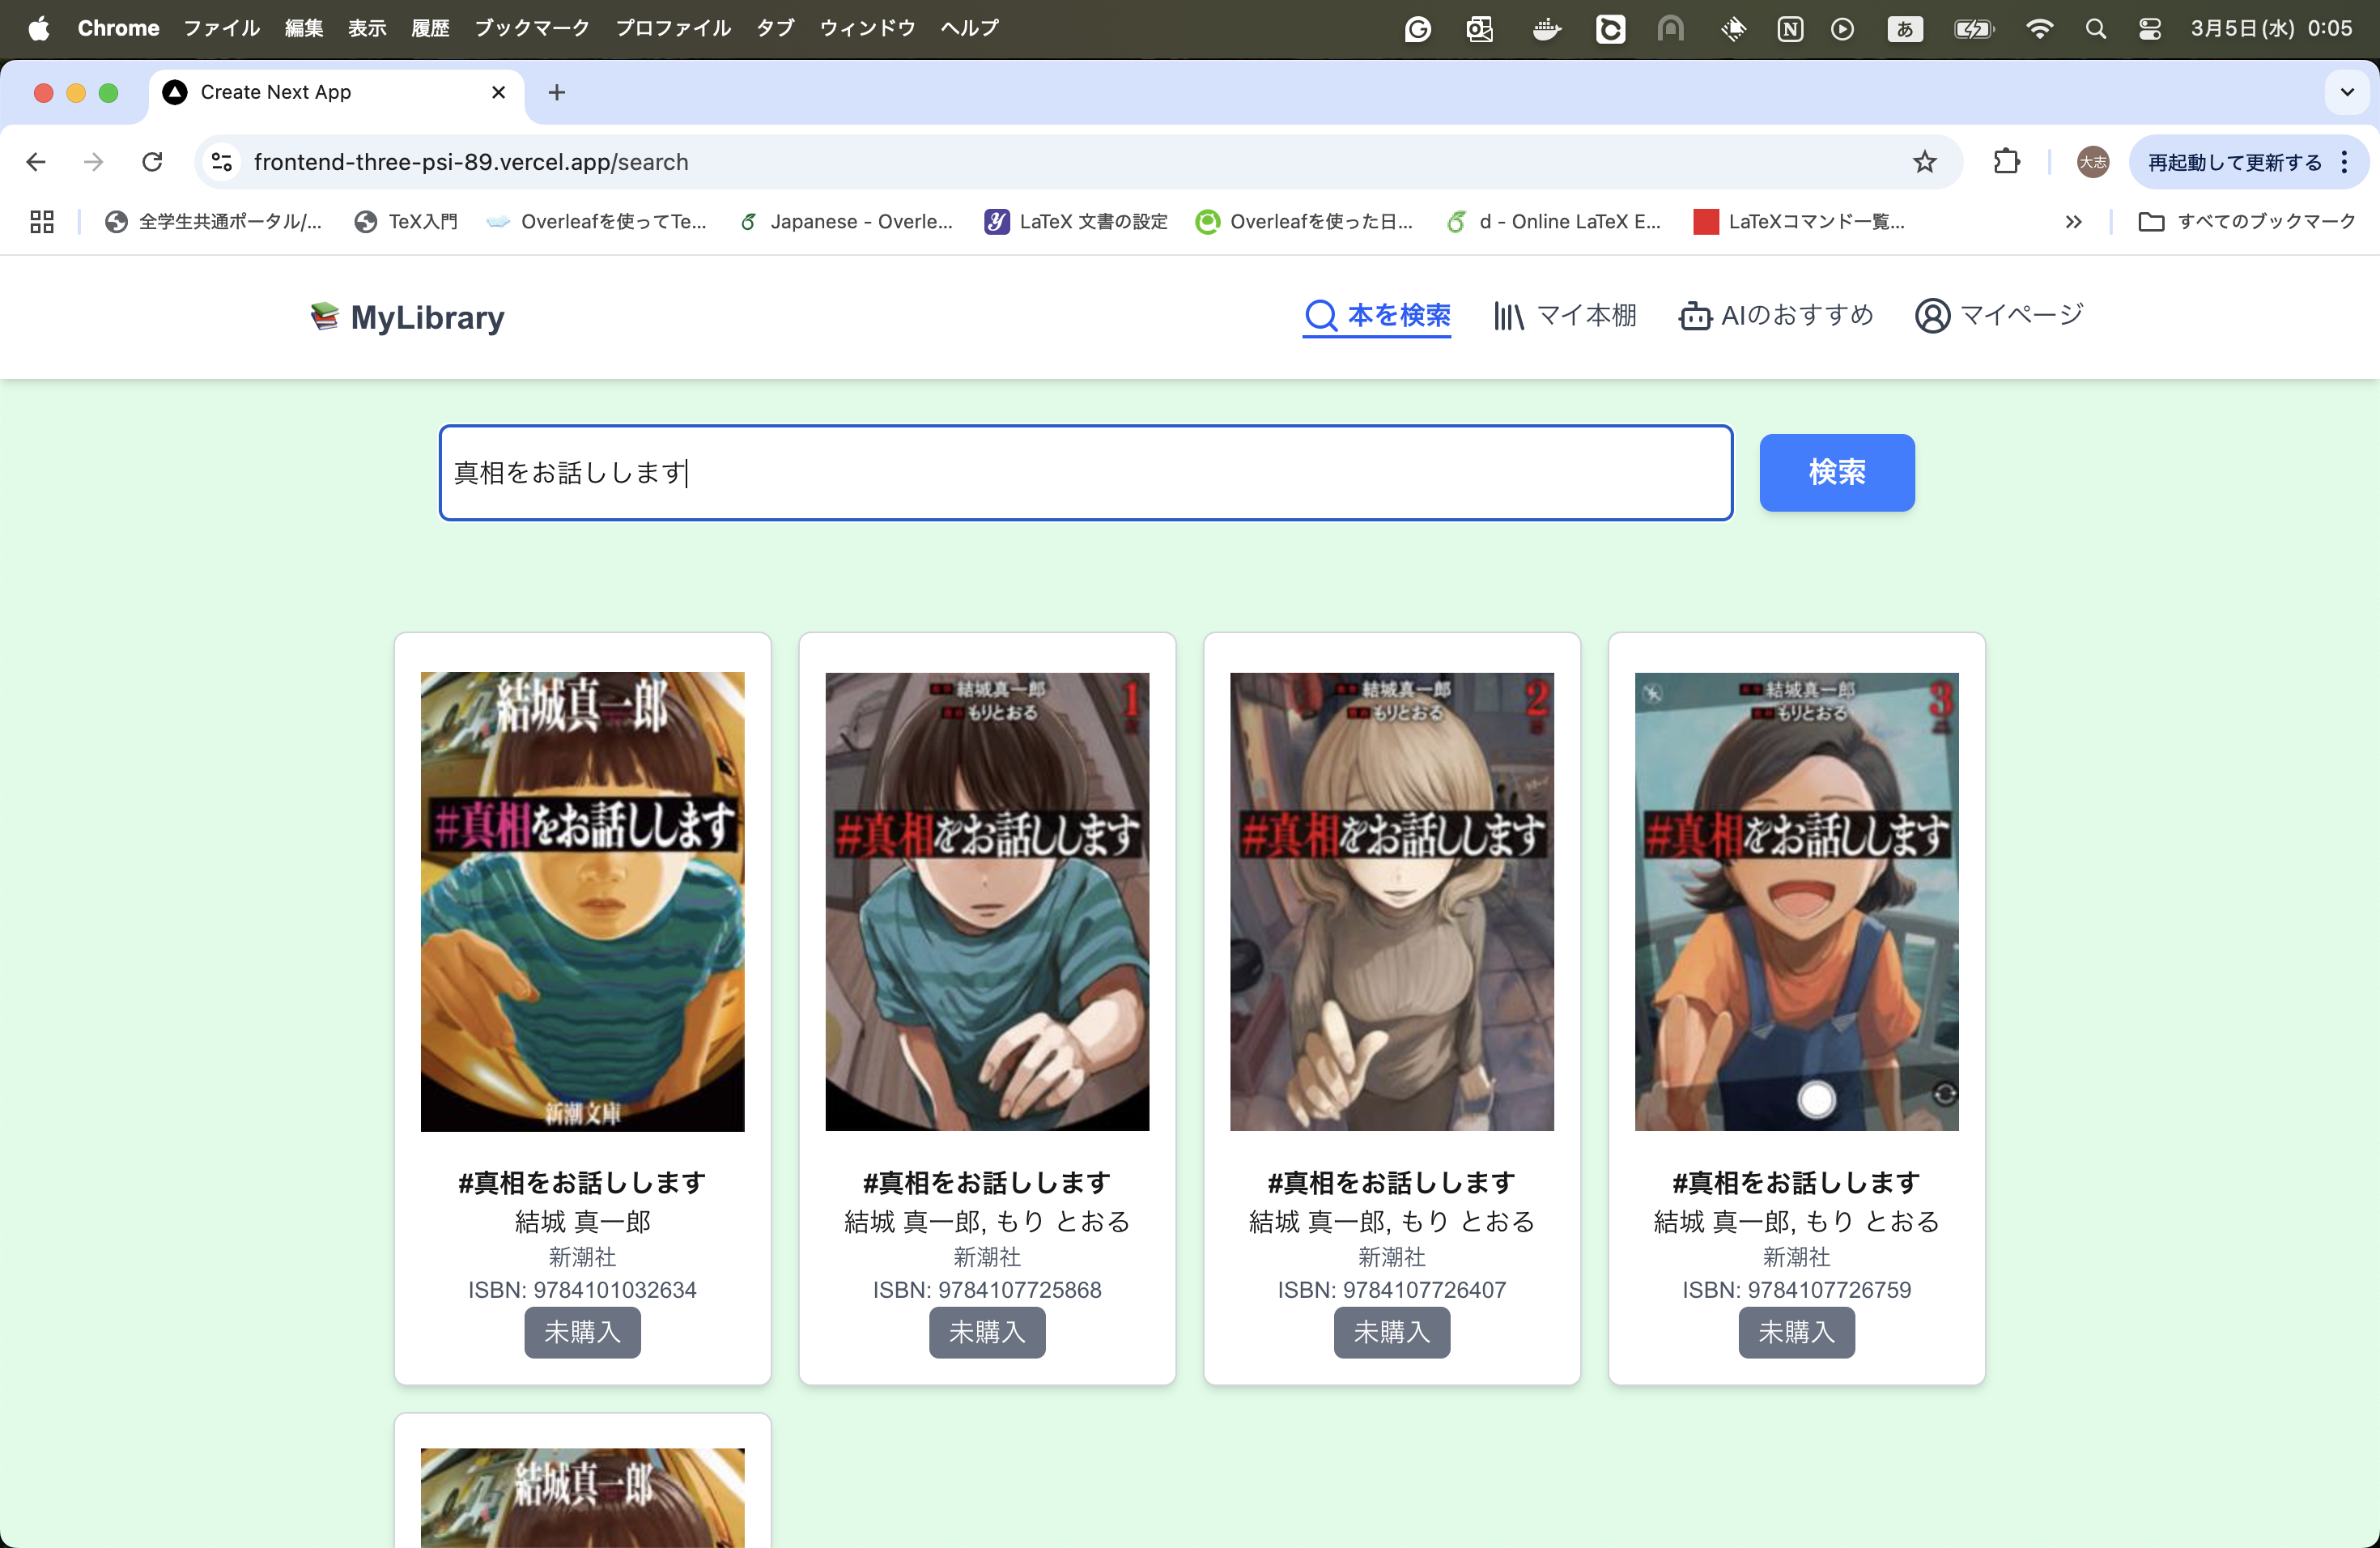 Chrome ファイル 編集 表示 履歴 ブックマーク プロファイル タブ ウィンドウ ヘルプ あ 3月5日(水) 0:05
Create Next App
frontend-three-psi-89.vercel.app/search 大志 再起動して更新する
全学生共通ポータル/... TeX入門 Overleafを使ってTe... Japanese - Overle... LaTeX 文書の設定 Overleafを使った日... d - Online LaTeX E... LaTeXコマンド一覧... すべてのブックマーク
MyLibrary 本を検索 マイ本棚 AIのおすすめ マイページ
真相をお話しします 検索
結城真一郎
#真相をお話しします
新潮文庫
結城真一郎
もりとおる
1
#真相をお話しします
結城真一郎
もりとおる
2
#真相をお話しします
結城真一郎
もりとおる
3
#真相をお話しします
#真相をお話しします
結城 真一郎
新潮社
ISBN: 9784101032634
未購入
#真相をお話しします
結城 真一郎, もり とおる
新潮社
ISBN: 9784107725868
未購入
#真相をお話しします
結城 真一郎, もり とおる
新潮社
ISBN: 9784107726407
未購入
#真相をお話しします
結城 真一郎, もり とおる
新潮社
ISBN: 9784107726759
未購入
結城真一郎